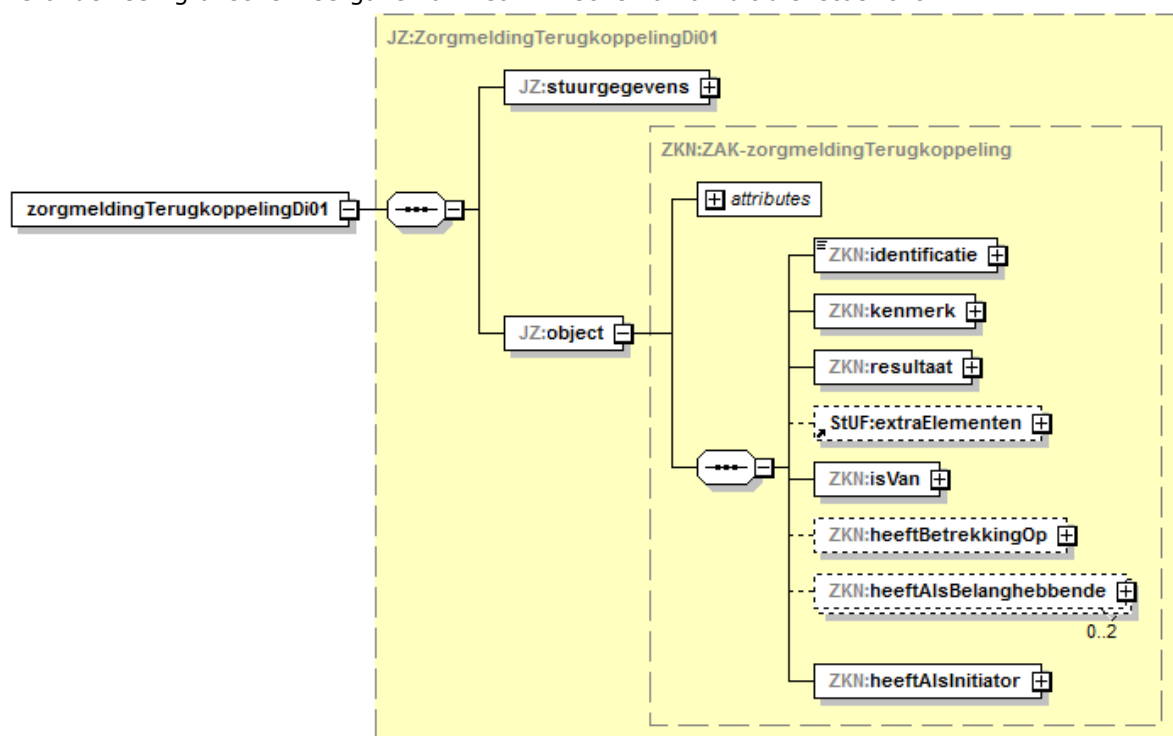 JZ:ZorgmeldingTerugkoppelingDi01
JZ:stuurgegevens
ZKN:ZAK-zorgmeldingTerugkoppeling
attributes
zorgmeldingTerugkoppelingDi01
ZKN:identificatie
ZKN:kenmerk
JZ:object
ZKN:resultaat
StUF:extraElementen
ZKN:isVan
ZKN:heeftBetrekkingOp
ZKN:heeftAlsBelanghebbende
0..2
ZKN:heeftAlsInitiator